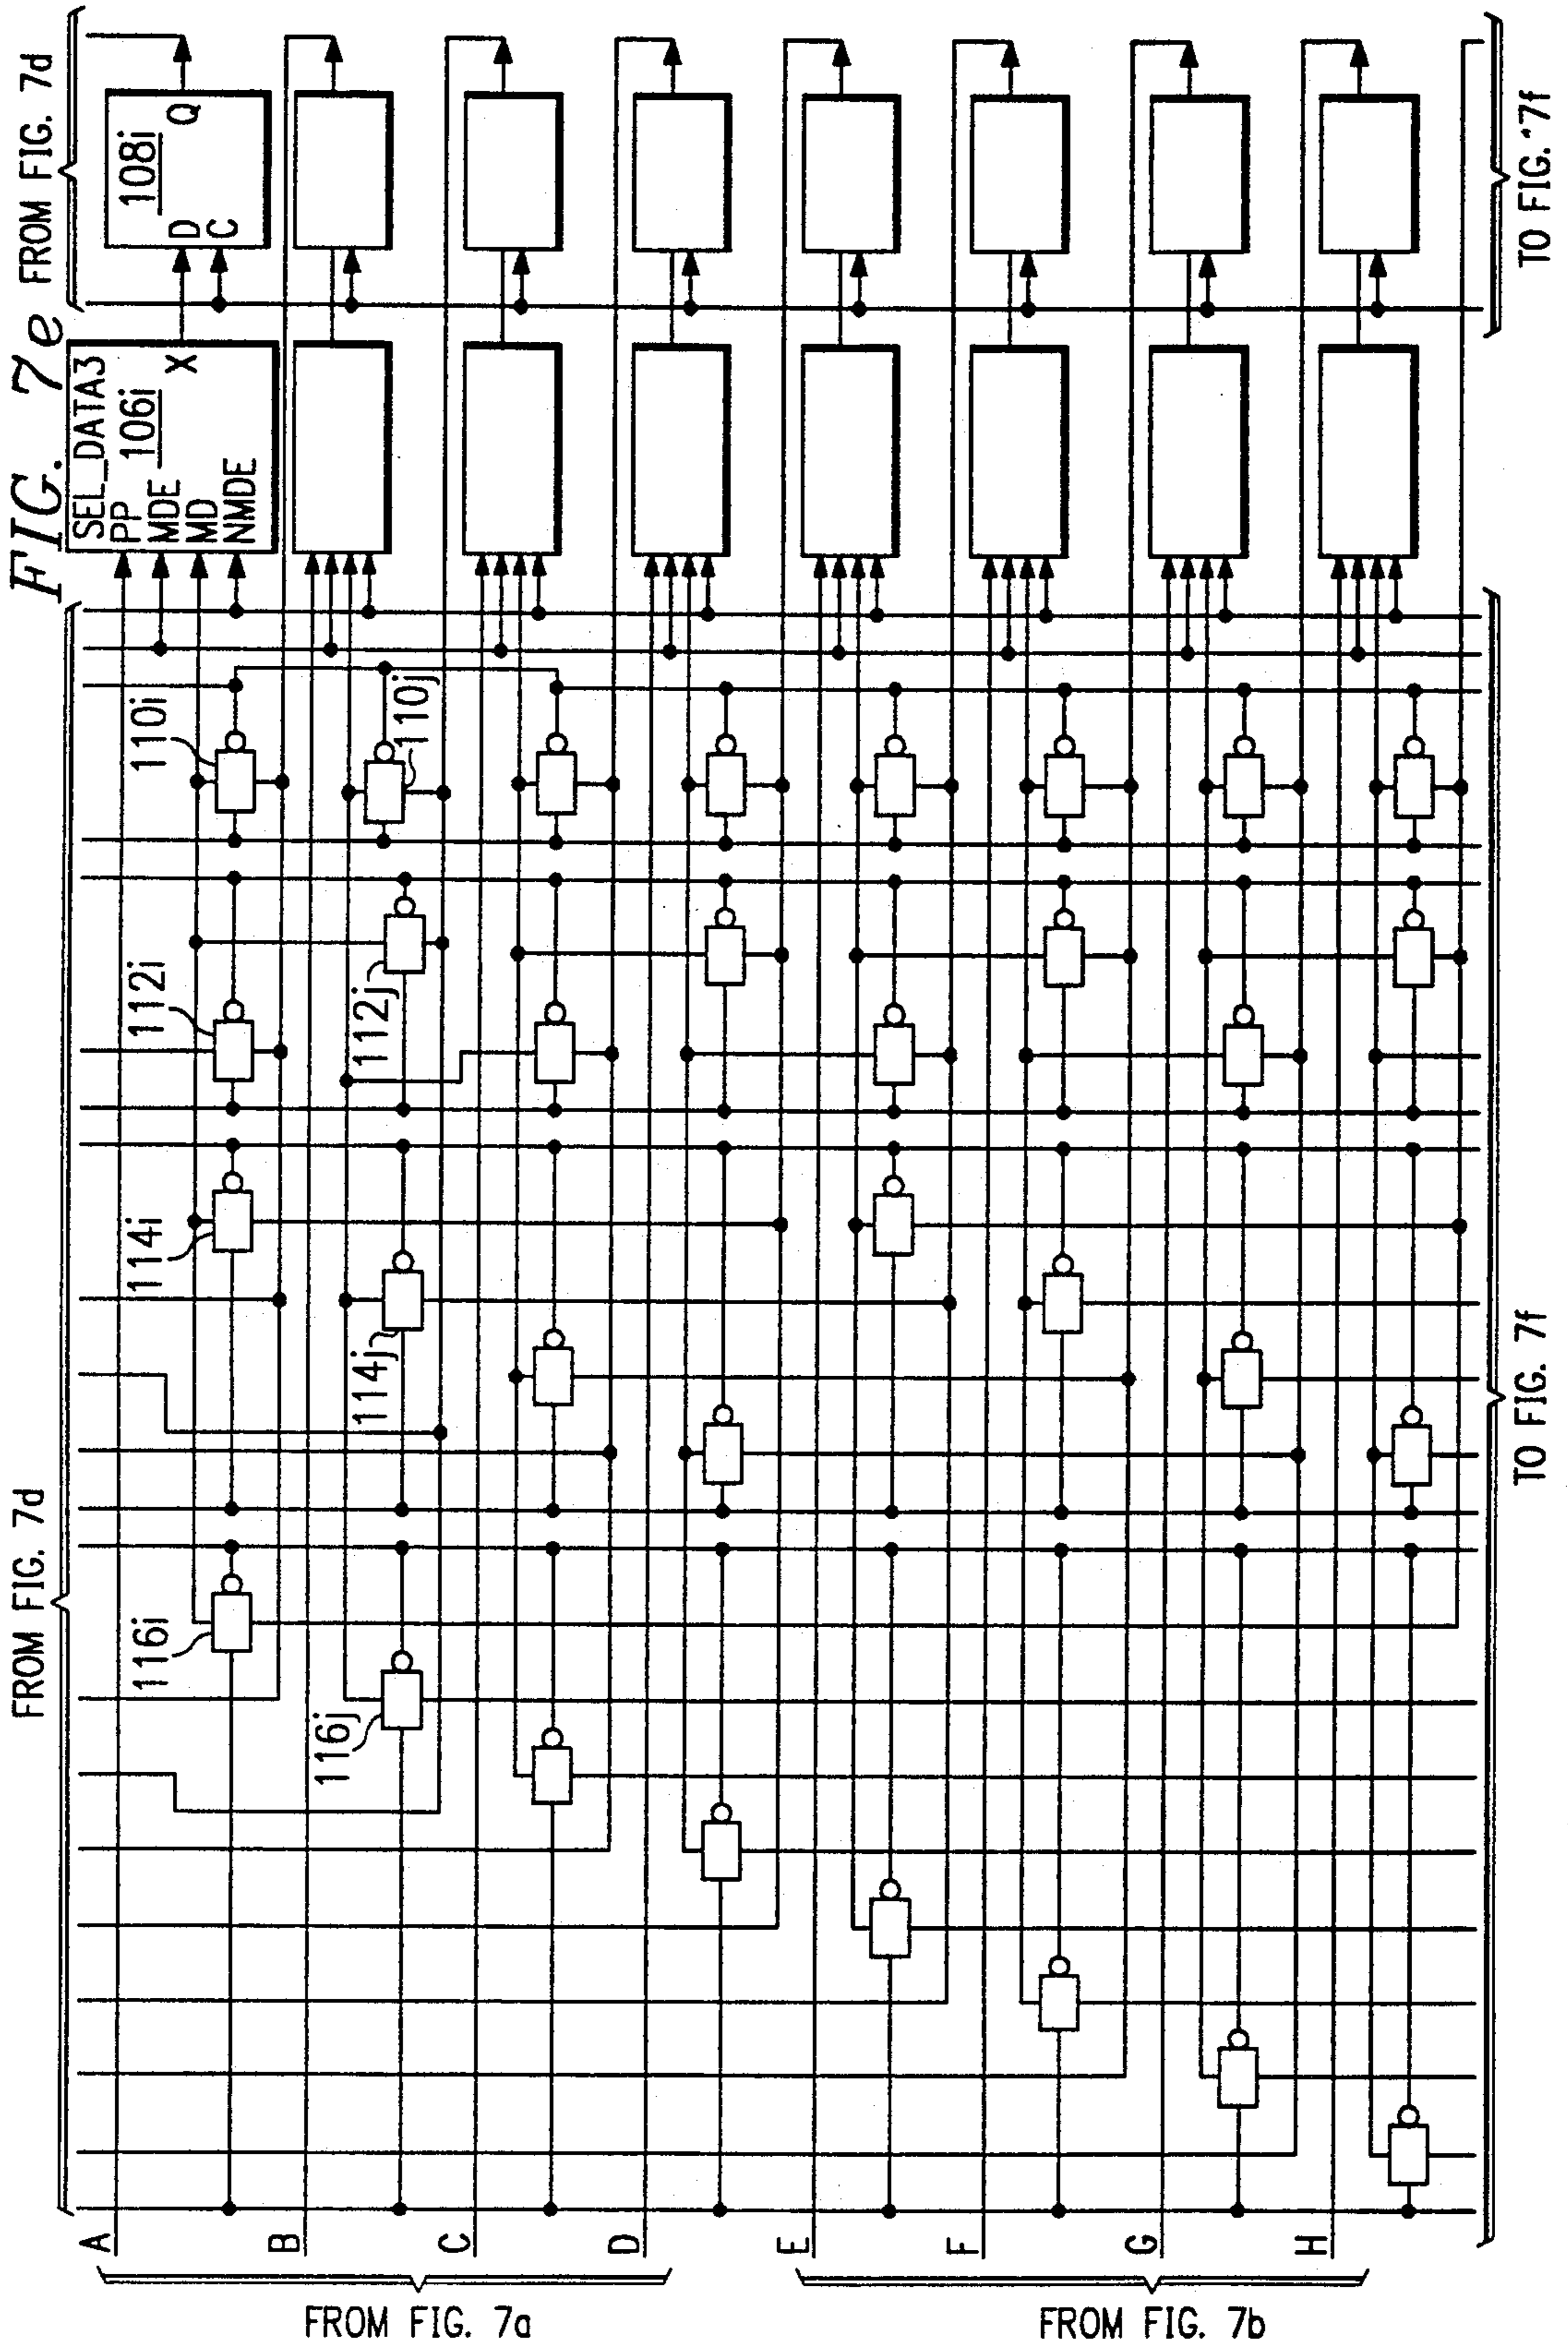 FIG. 7e
FROM FIG. 7d
FROM FIG. 7d
SEL_DATA3
PP
MDE
MD
NMDE
106i
X
D
C
108i
Q
110i
110j
112i
112j
114i
114j
116i
116j
A
B
C
D
E
F
G
H
FROM FIG. 7a
FROM FIG. 7b
TO FIG. 7f
TO FIG. 7f